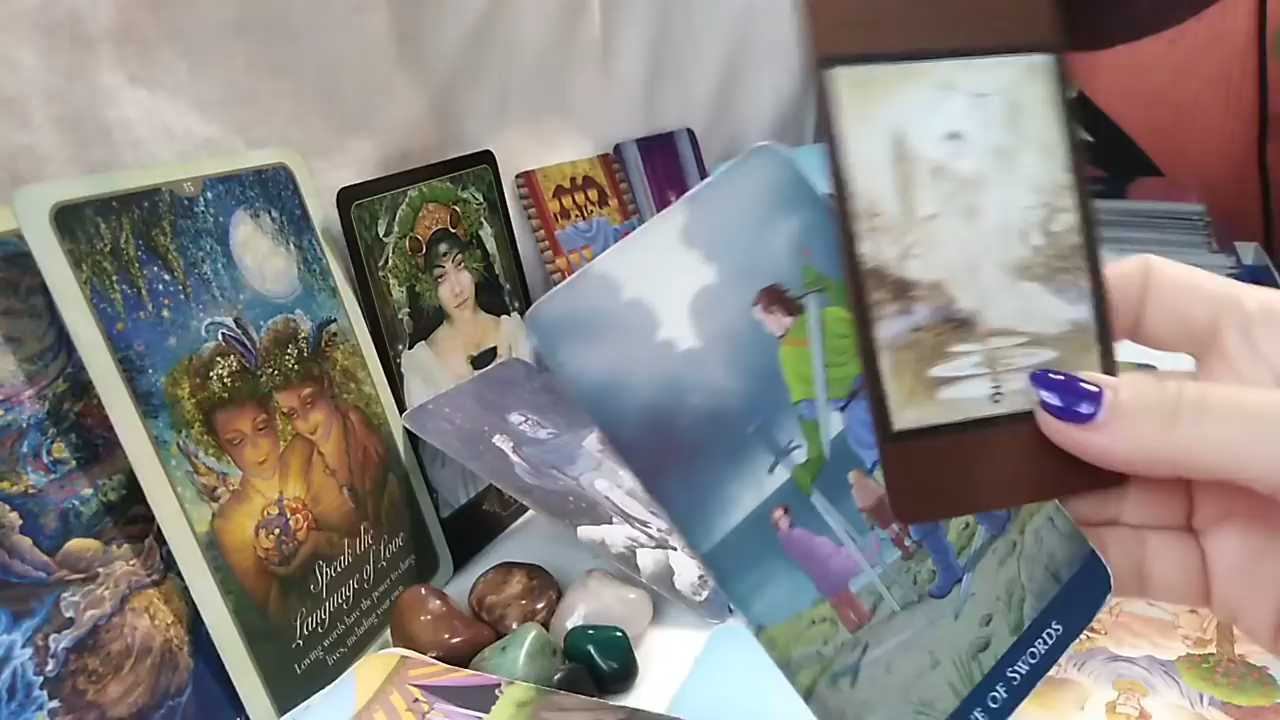 15
Speak the
Language of Love
Loving words have the power to change
lives, including your own
OF SWORDS